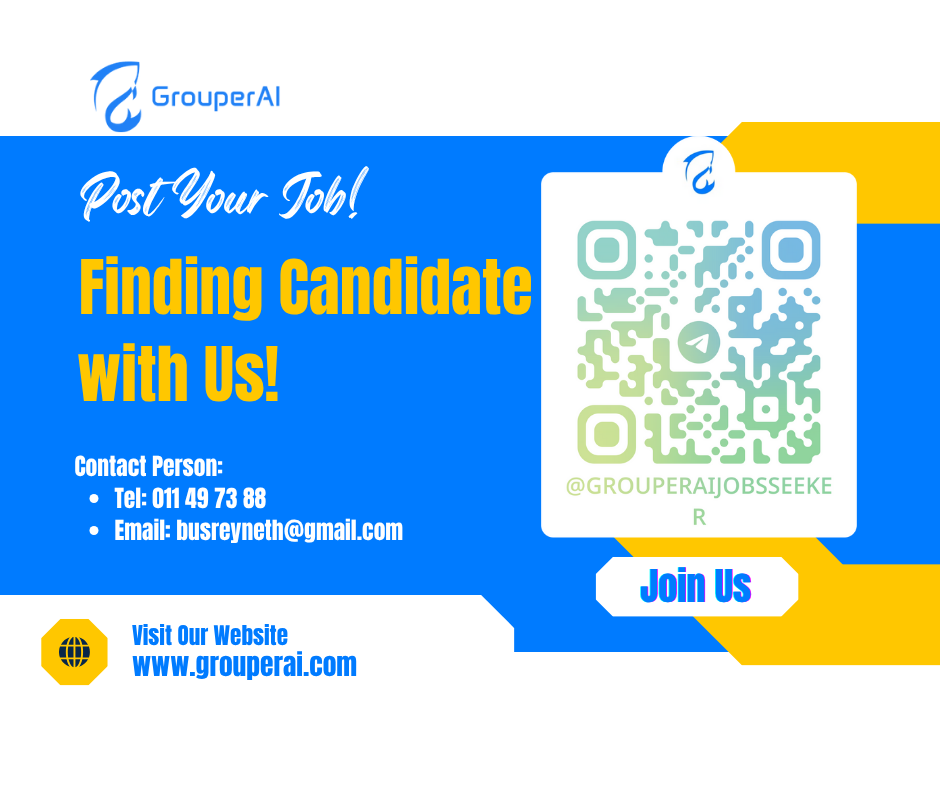 GrouperAI
Post Your Job!
Finding Candidate
with Us!
Contact Person:
• Tel: 011 49 73 88
• Email: busreyneth@gmail.com
@GROUPERAIJOBSSEEKE
R
Join Us
Visit Our Website
www.grouperai.com